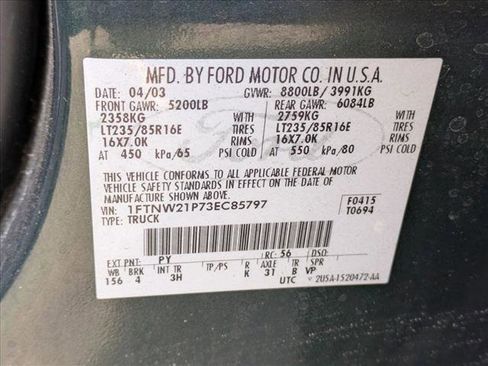 MFD. BY FORD MOTOR CO. IN U.S.A.
DATE: 04/03 GVWR: 8800LB/ 3991KG
FRONT GAWR: 5200LB REAR GAWR: 6084LB
2358KG WITH 2759KG WITH
LT235/85R16E TIRES LT235/85R16E TIRES
16X7.0K RIMS 16X7.0K RIMS
AT 450 kPa/65 PSI COLD AT 550 kPa/80 PSI COLD
THIS VEHICLE CONFORMS TO ALL APPLICABLE FEDERAL MOTOR
VEHICLE SAFETY STANDARDS IN EFFECT ON THE DATE OF
MANUFACTURE SHOWN ABOVE.
VIN: 1FTNW21P73EC85797 F0415
TYPE: TRUCK T0694
EXT PNT: PY RC: 56 DSO:
WB BRK INT TR TP/PS R AXLE TR SPR
156 4 3H K 31 B VP
UTC 2U5A-1520472-AA
Ford